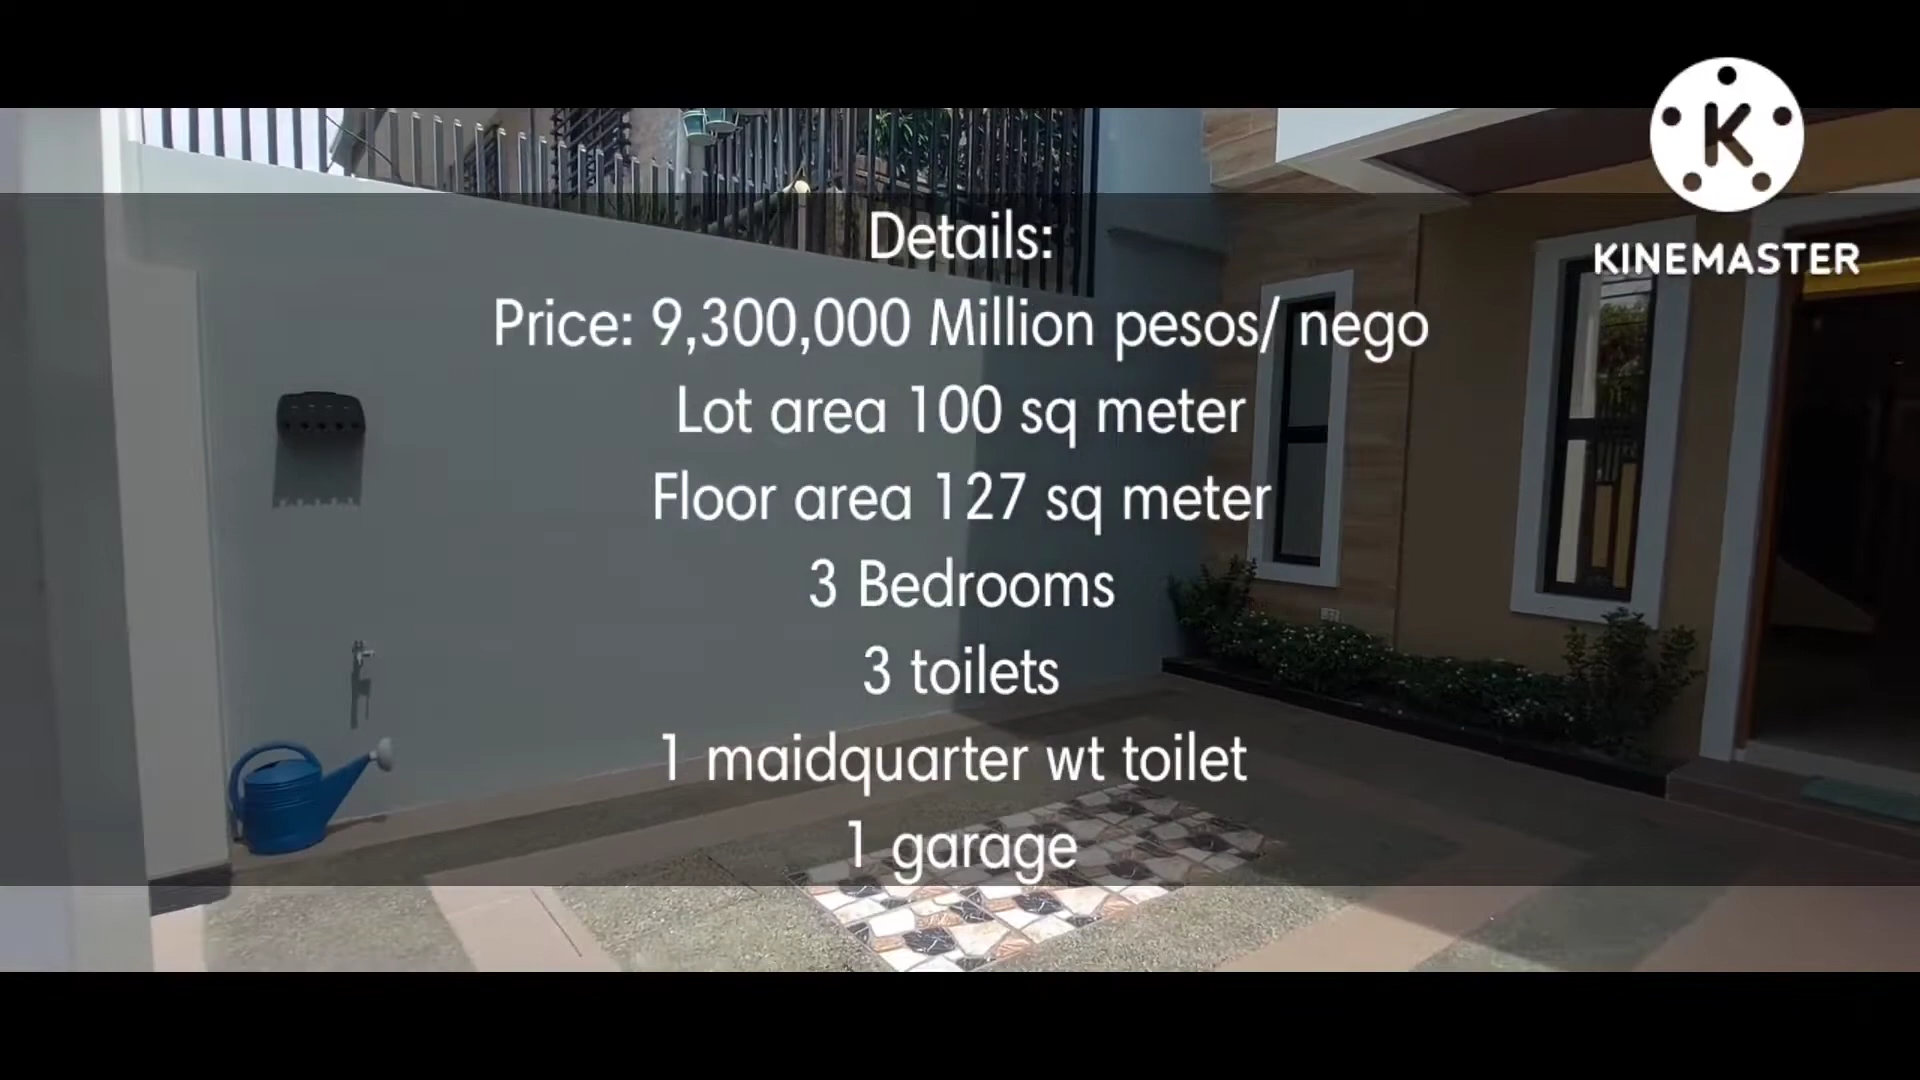 K
KINEMASTER
Details:
Price: 9,300,000 Million pesos/ nego
Lot area 100 sq meter
Floor area 127 sq meter
3 Bedrooms
3 toilets
1 maidquarter wt toilet
1 garage